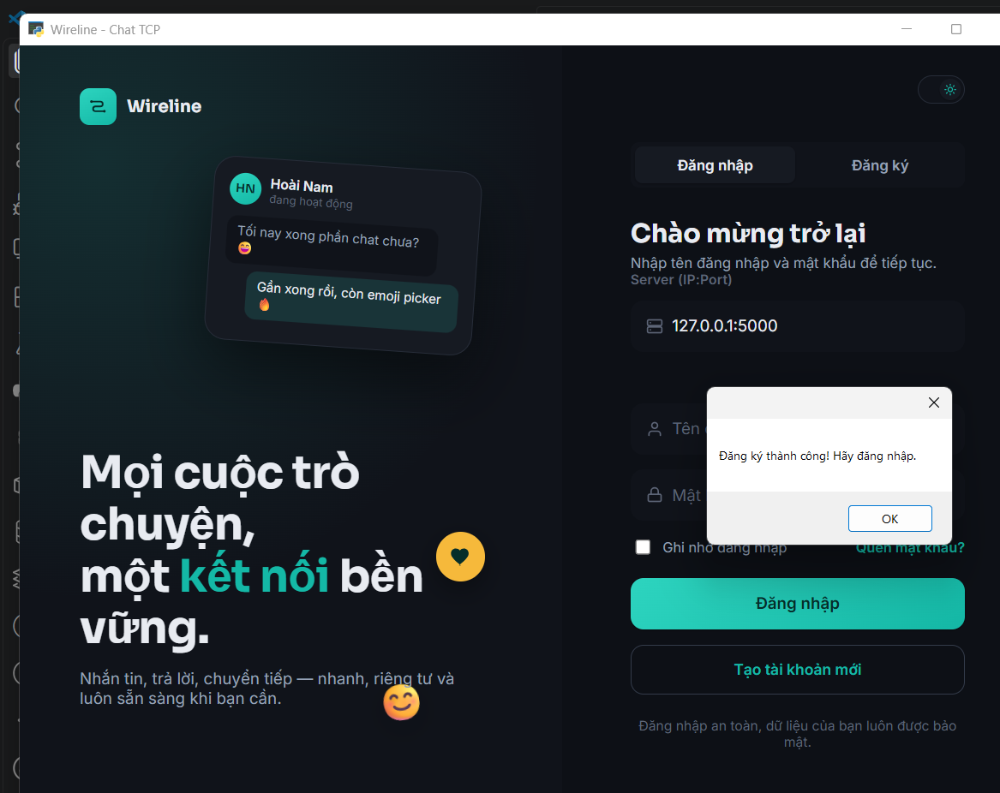 Wireline - Chat TCP
Wireline
HN
Hoài Nam
đang hoạt động
Tối nay xong phần chat chưa?
😄
Gần xong rồi, còn emoji picker
🔥
Mọi cuộc trò
chuyện,
một kết nối bền
vững.
Nhắn tin, trả lời, chuyển tiếp — nhanh, riêng tư và
luôn sẵn sàng khi bạn cần.
Đăng nhập
Đăng ký
Chào mừng trở lại
Nhập tên đăng nhập và mật khẩu để tiếp tục.
Server (IP:Port)
127.0.0.1:5000
Tên
Mật
Đăng ký thành công! Hãy đăng nhập.
OK
Ghi nhớ đăng nhập
Quên mật khẩu?
Đăng nhập
Tạo tài khoản mới
Đăng nhập an toàn, dữ liệu của bạn luôn được bảo
mật.